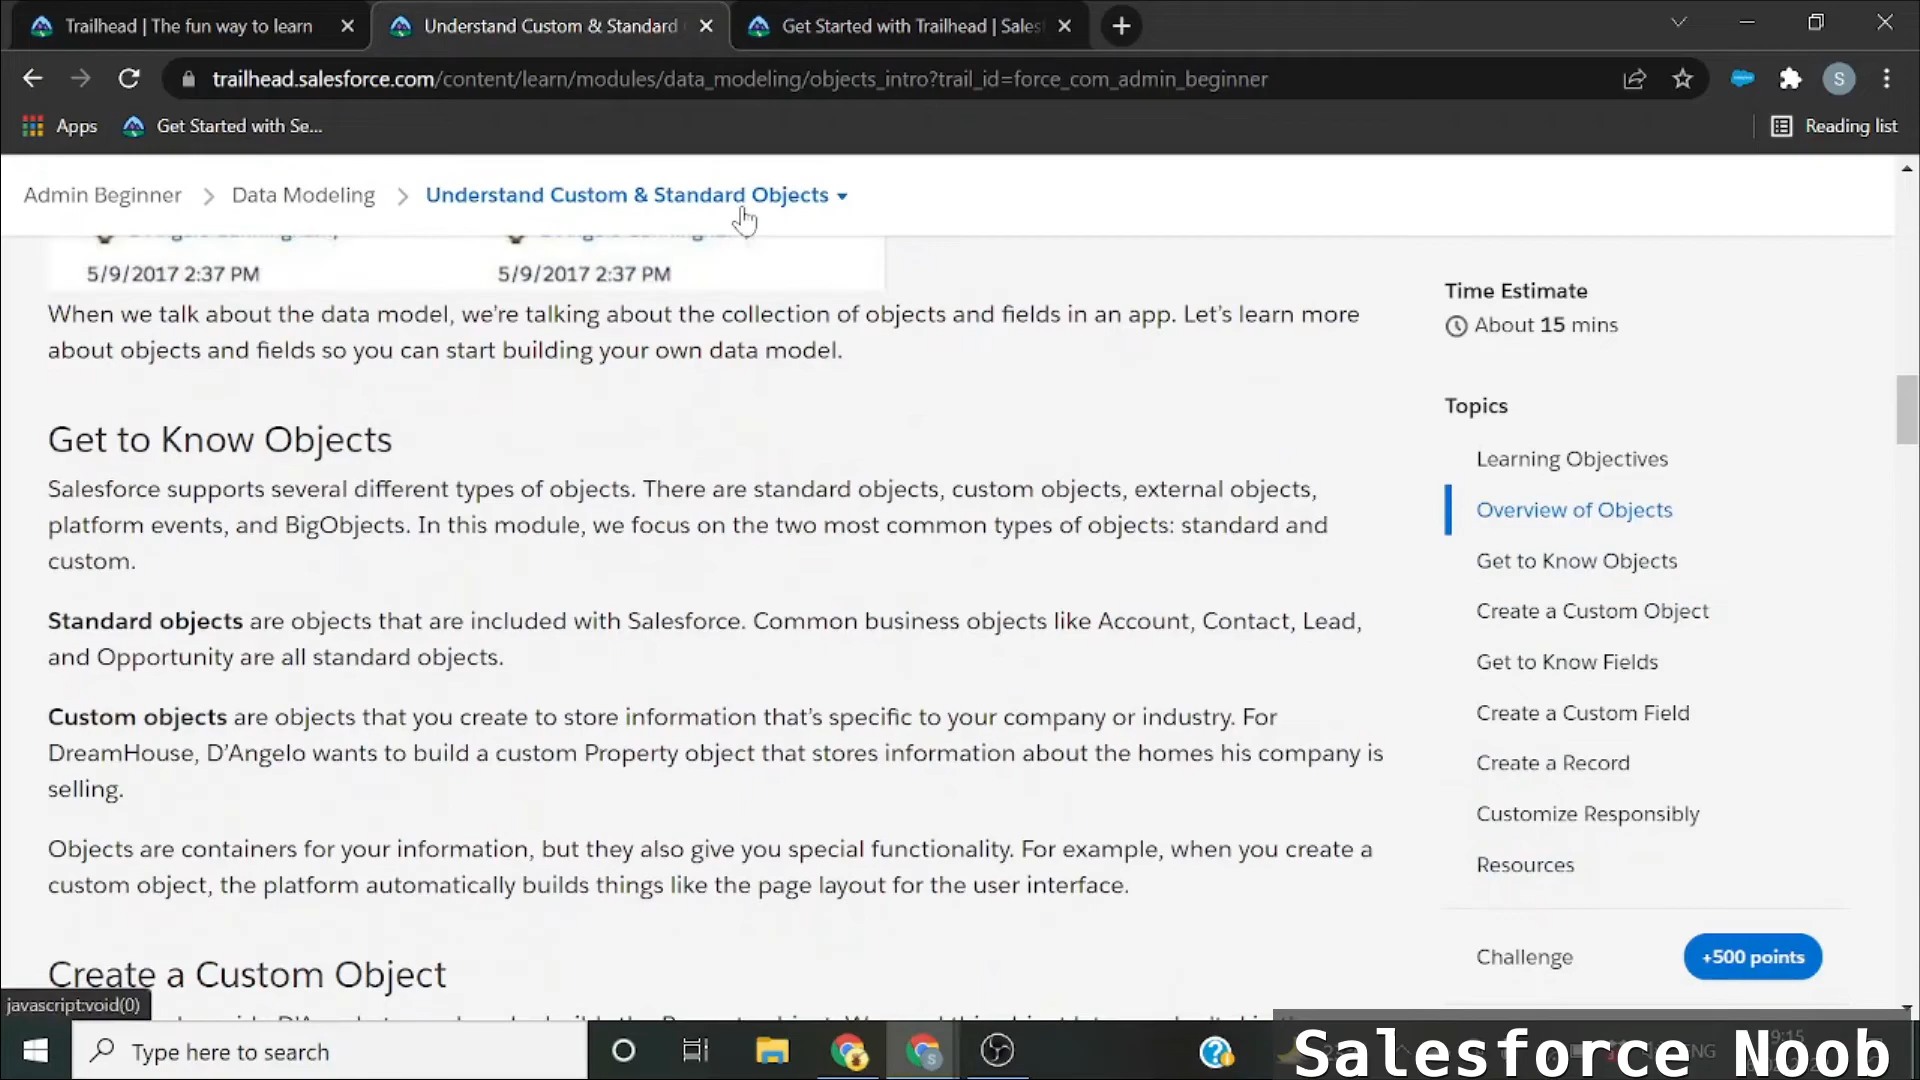 Trailhead | The fun way to learn
Understand Custom & Standard
Get Started with Trailhead | Sales
trailhead.salesforce.com/content/learn/modules/data_modeling/objects_intro?trail_id=force_com_admin_beginner
S
Apps
Get Started with Se...
Reading list
Admin Beginner
Data Modeling
Understand Custom & Standard Objects
5/9/2017 2:37 PM
5/9/2017 2:37 PM
When we talk about the data model, we're talking about the collection of objects and fields in an app. Let's learn more
about objects and fields so you can start building your own data model.
Get to Know Objects
Salesforce supports several different types of objects. There are standard objects, custom objects, external objects,
platform events, and BigObjects. In this module, we focus on the two most common types of objects: standard and
custom.
Standard objects are objects that are included with Salesforce. Common business objects like Account, Contact, Lead,
and Opportunity are all standard objects.
Custom objects are objects that you create to store information that's specific to your company or industry. For
DreamHouse, D'Angelo wants to build a custom Property object that stores information about the homes his company is
selling.
Objects are containers for your information, but they also give you special functionality. For example, when you create a
custom object, the platform automatically builds things like the page layout for the user interface.
Create a Custom Object
Time Estimate
About 15 mins
Topics
Learning Objectives
Overview of Objects
Get to Know Objects
Create a Custom Object
Get to Know Fields
Create a Custom Field
Create a Record
Customize Responsibly
Resources
Challenge
+500 points
javascript:void(0)
Type here to search
Salesforce Noob